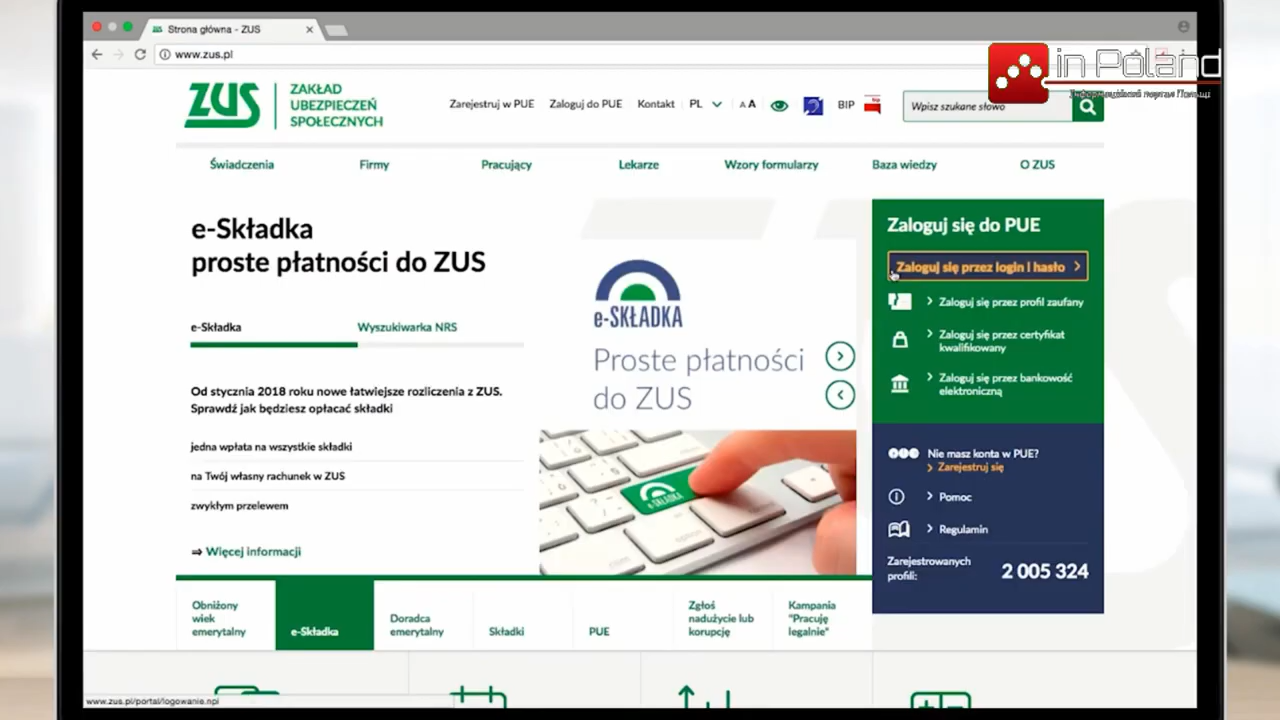 Strona główna - ZUS
www.zus.pl
in Poland
ZUS
ZAKŁAD
UBEZPIECZEŃ
SPOŁECZNYCH
Zarejestruj w PUE
Zaloguj do PUE
Kontakt
PL
A A
BIP
bip
Wpisz szukane słowo
Świadczenia
Firmy
Pracujący
Lekarze
Wzory formularzy
Baza wiedzy
O ZUS
e-Składka
proste płatności do ZUS
e-Składka
Wyszukiwarka NRS
Od stycznia 2018 roku nowe łatwiejsze rozliczenia z ZUS.
Sprawdź jak będziesz opłacać składki
jedna wpłata na wszystkie składki
na Twój własny rachunek w ZUS
zwykłym przelewem
⇒ Więcej informacji
e-SKŁADKA
Proste płatności
do ZUS
e-SKŁADKA
Zaloguj się do PUE
Zaloguj się przez login i hasło
Zaloguj się przez profil zaufany
Zaloguj się przez certyfikat
kwalifikowany
Zaloguj się przez bankowość
elektroniczną
Nie masz konta w PUE?
Zarejestruj się
Pomoc
Regulamin
Zarejestrowanych
profili:
2 005 324
Obniżony
wiek
emerytalny
e-Składka
Doradca
emerytalny
Składki
PUE
Zgłoś
nadużycie lub
korupcję
Kampania
"Pracuję
legalnie"
www.zus.pl/portal/logowanie.npi